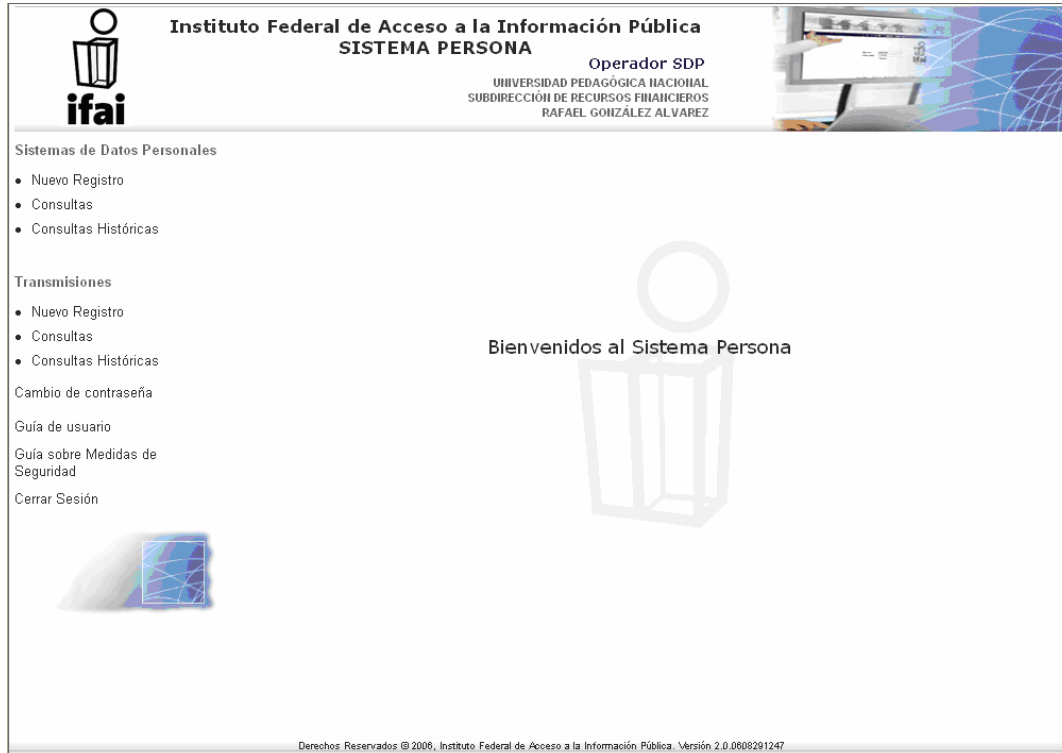 Instituto Federal de Acceso a la Información Pública
SISTEMA PERSONA
Operador SDP
UNIVERSIDAD PEDAGÓGICA NACIONAL
SUBDIRECCIÓN DE RECURSOS FINANCIEROS
RAFAEL GONZÁLEZ ALVAREZ
ifai
Sistemas de Datos Personales
• Nuevo Registro
• Consultas
• Consultas Históricas
Transmisiones
• Nuevo Registro
• Consultas
• Consultas Históricas
Cambio de contraseña
Guía de usuario
Guía sobre Medidas de
Seguridad
Cerrar Sesión
Bienvenidos al Sistema Persona
Derechos Reservados © 2006, Instituto Federal de Acceso a la Información Pública. Versión 2.0.0608291247